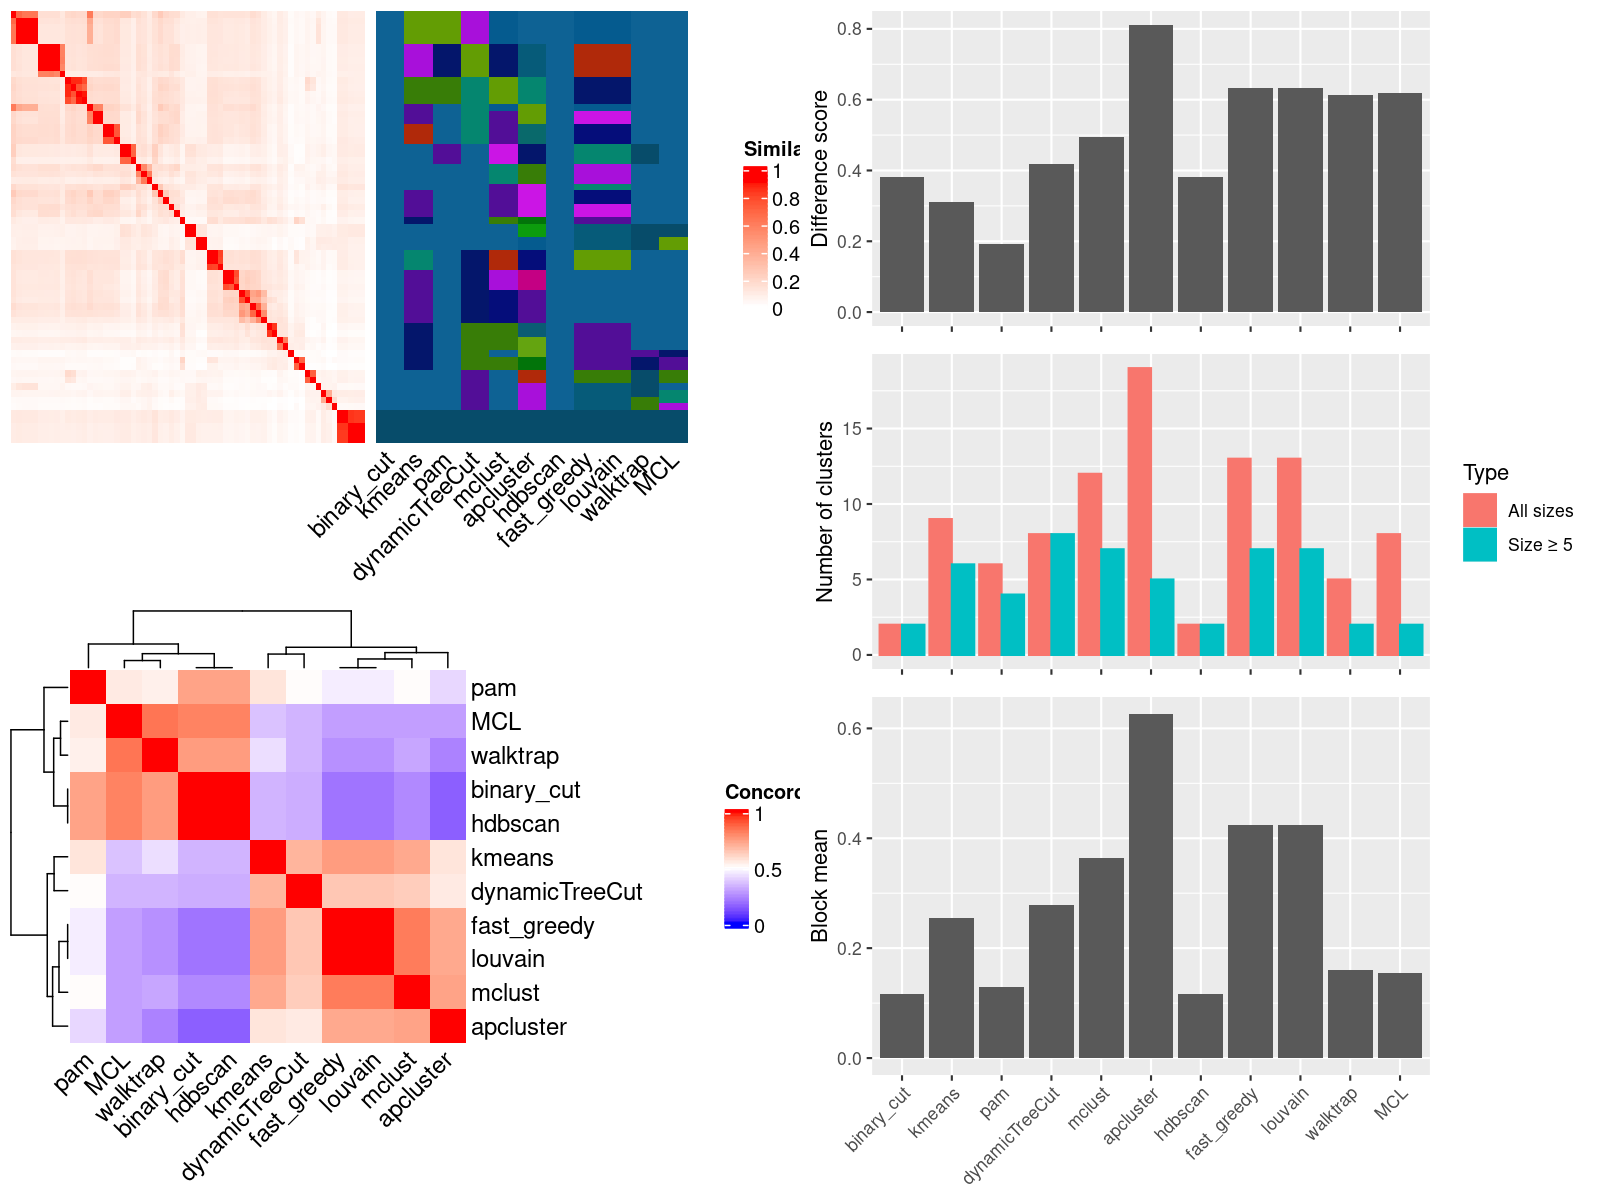 Simila
1
0.8
0.6
0.4
0.2
0
binary_cut
kmeans
pam
dynamicTreeCut
mclust
apcluster
hdbscan
fast_greedy
louvain
walktrap
MCL
pam
MCL
walktrap
binary_cut
hdbscan
kmeans
dynamicTreeCut
fast_greedy
louvain
mclust
apcluster
pam
MCL
walktrap
binary_cut
hdbscan
kmeans
dynamicTreeCut
fast_greedy
louvain
mclust
apcluster
Concord
1
0.5
0
Difference score
0.8
0.6
0.4
0.2
0.0
Number of clusters
15
10
5
0
Type
All sizes
Size ≥ 5
Block mean
0.6
0.4
0.2
0.0
binary_cut
kmeans
pam
dynamicTreeCut
mclust
apcluster
hdbscan
fast_greedy
louvain
walktrap
MCL